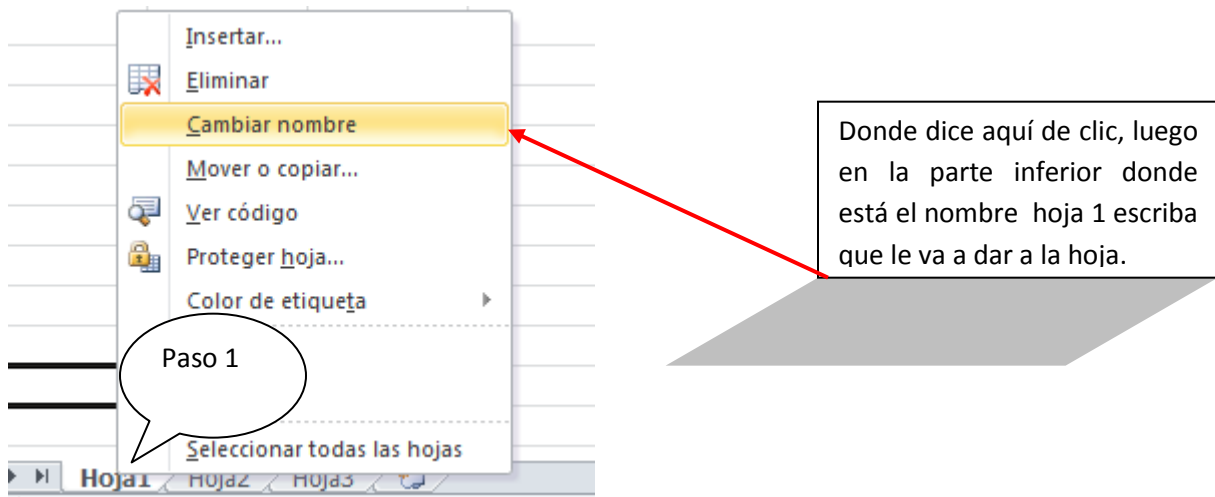 Insertar...
Eliminar
Cambiar nombre
Mover o copiar...
Ver código
Proteger hoja...
Color de etiqueta
Paso 1
Seleccionar todas las hojas
Hoja1 Hoja2 Hoja3
Donde dice aquí de clic, luego
en la parte inferior donde
está el nombre hoja 1 escriba
que le va a dar a la hoja.